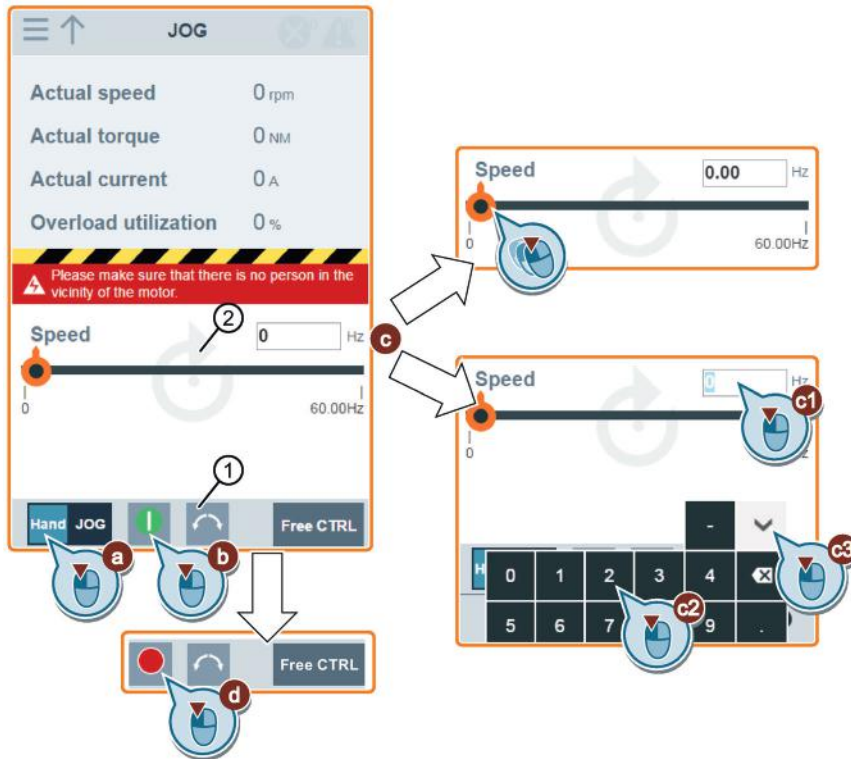 JOG
Actual speed 0 rpm
Actual torque 0 NM
Actual current 0 A
Overload utilization 0 %
Please make sure that there is no person in the
vicinity of the motor.
Speed 0 Hz
2
0 60.00Hz
1
Hand JOG Free CTRL
a b
c
Speed 0.00 Hz
0 60.00Hz
Speed 0 Hz
c1
0
-
c3
0 1 2 3 4
c2
5 6 7 9 .
Free CTRL
d